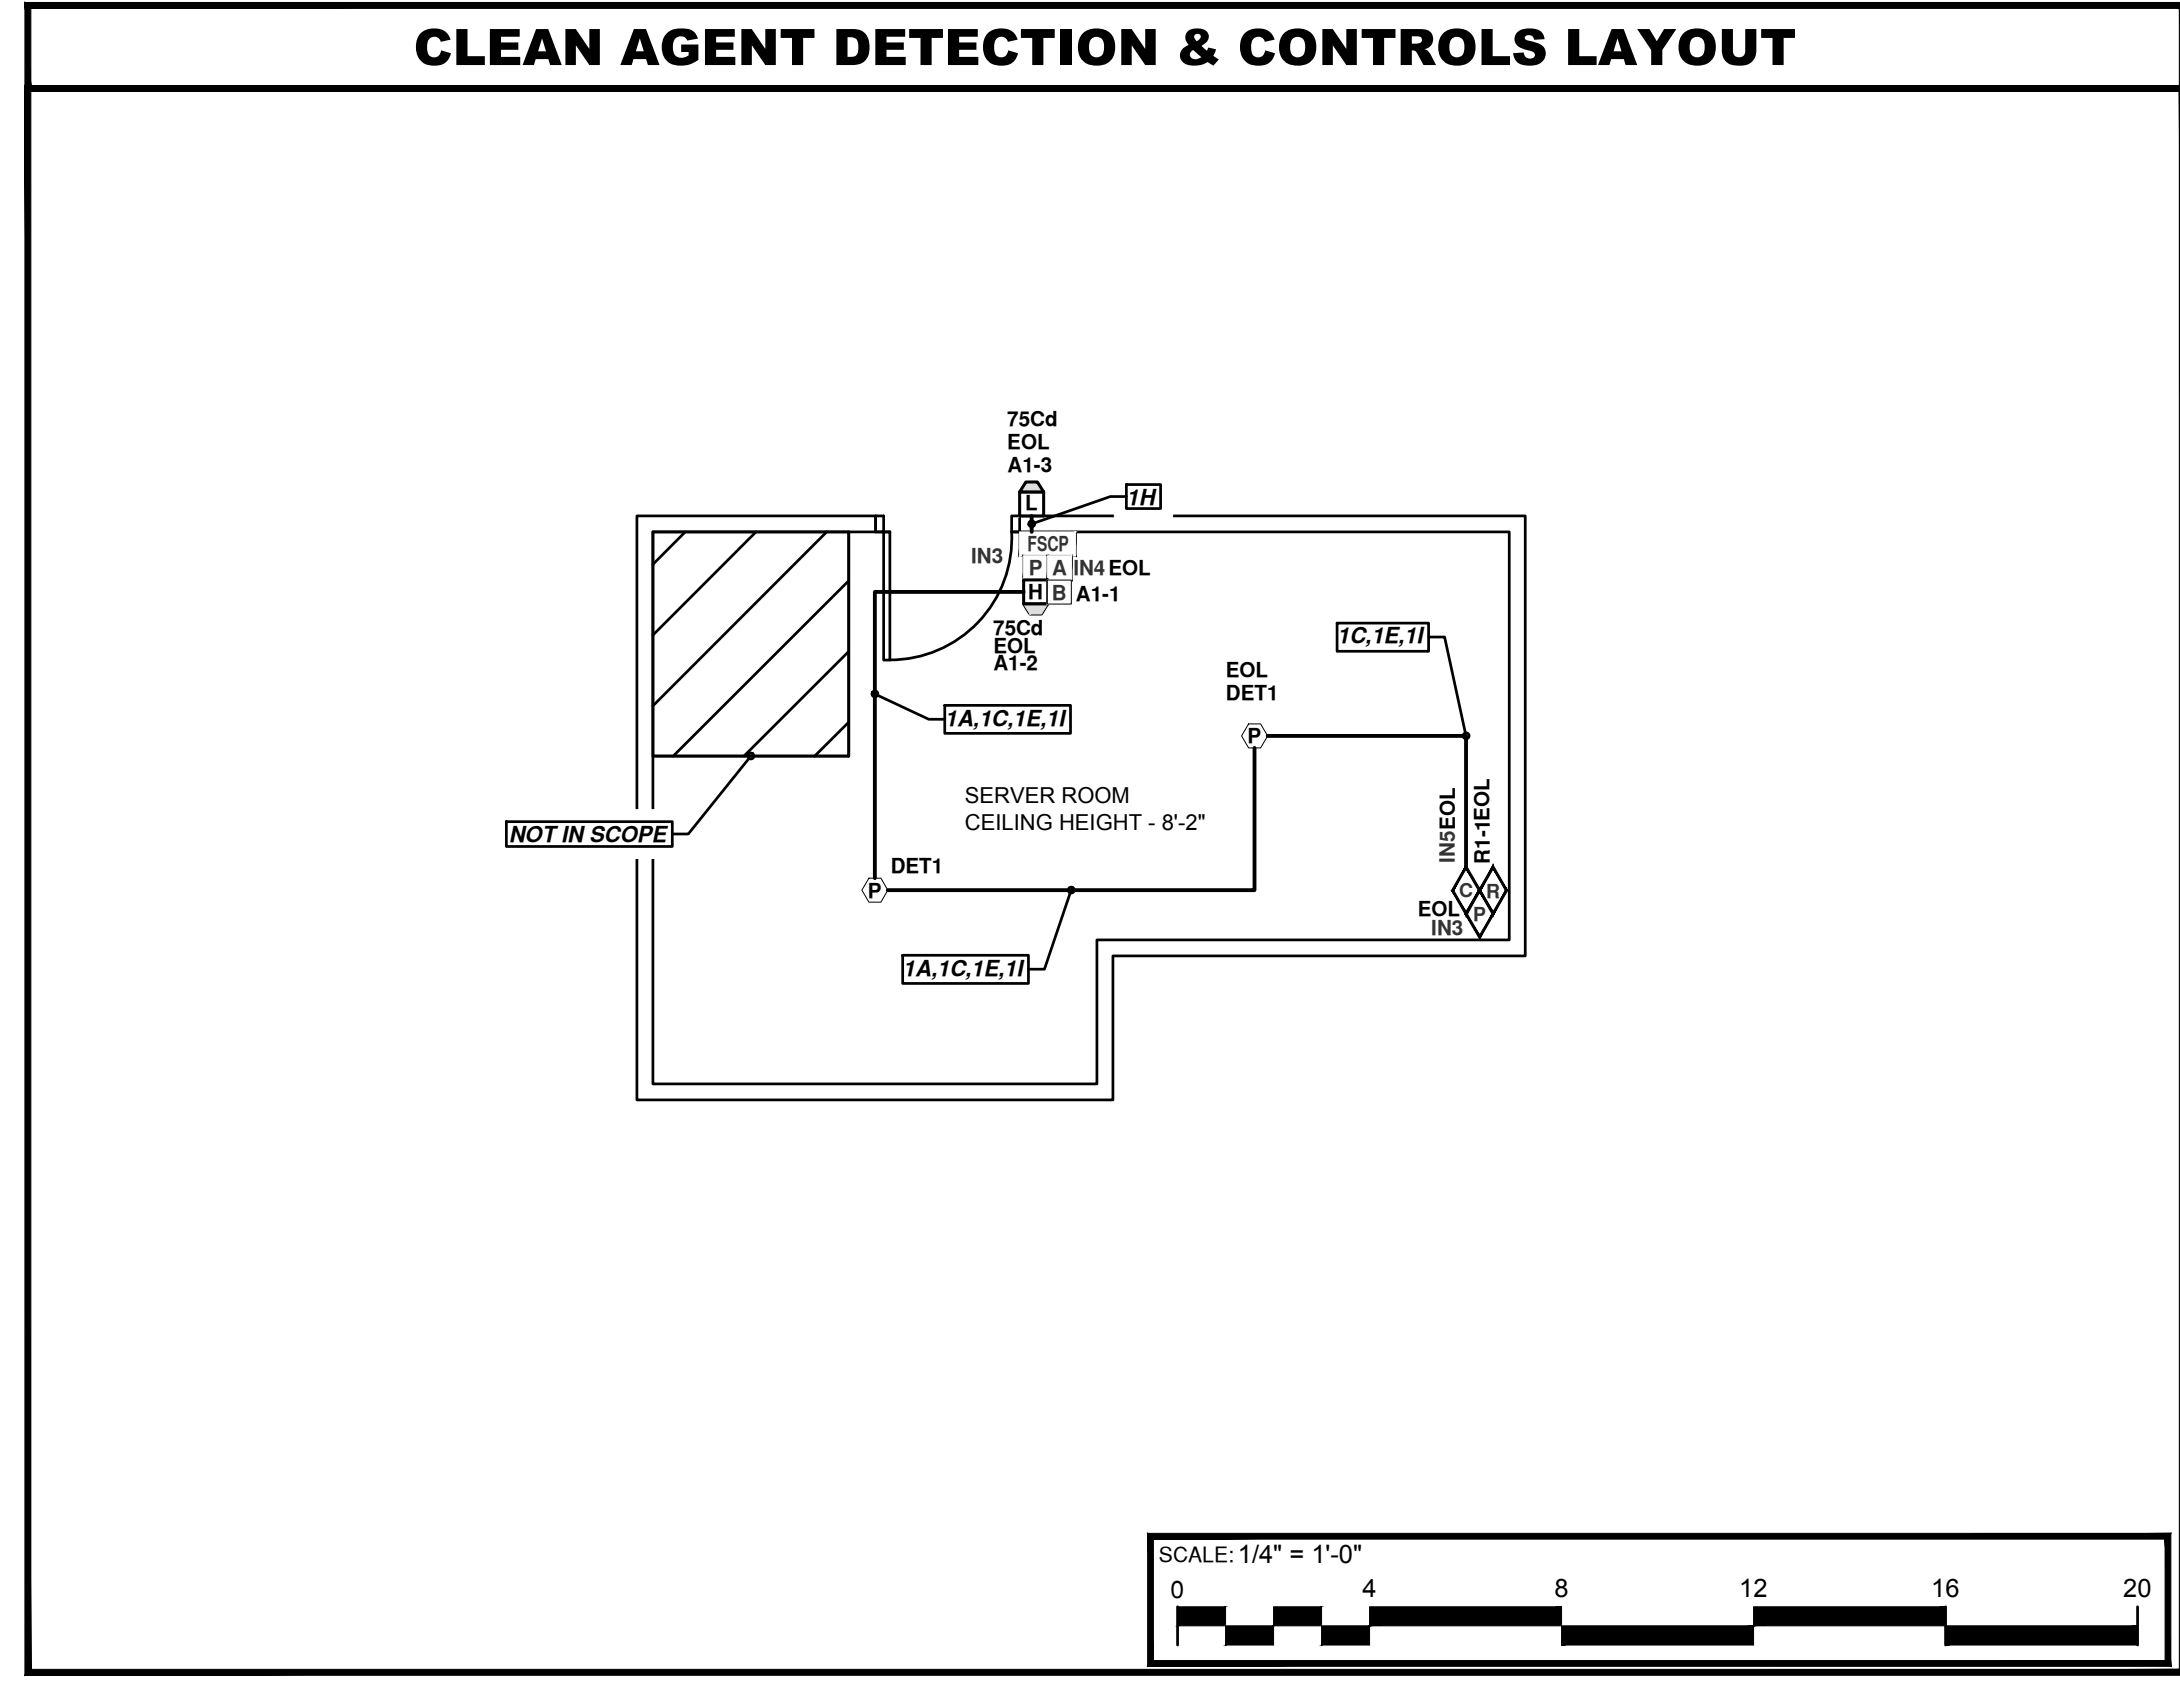 CLEAN AGENT DETECTION & CONTROLS LAYOUT
75Cd
EOL
A1-3
L
1H
FSCP
IN3
P A IN4 EOL
H B A1-1
75Cd
EOL
A1-2
1C,1E,1I
EOL
DET1
1A,1C,1E,1I
P
SERVER ROOM
CEILING HEIGHT - 8'-2"
IN5EOL
R1-1EOL
NOT IN SCOPE
DET1
P
C R
EOL
P
IN3
1A,1C,1E,1I
SCALE: 1/4" = 1'-0"
0 4 8 12 16 20